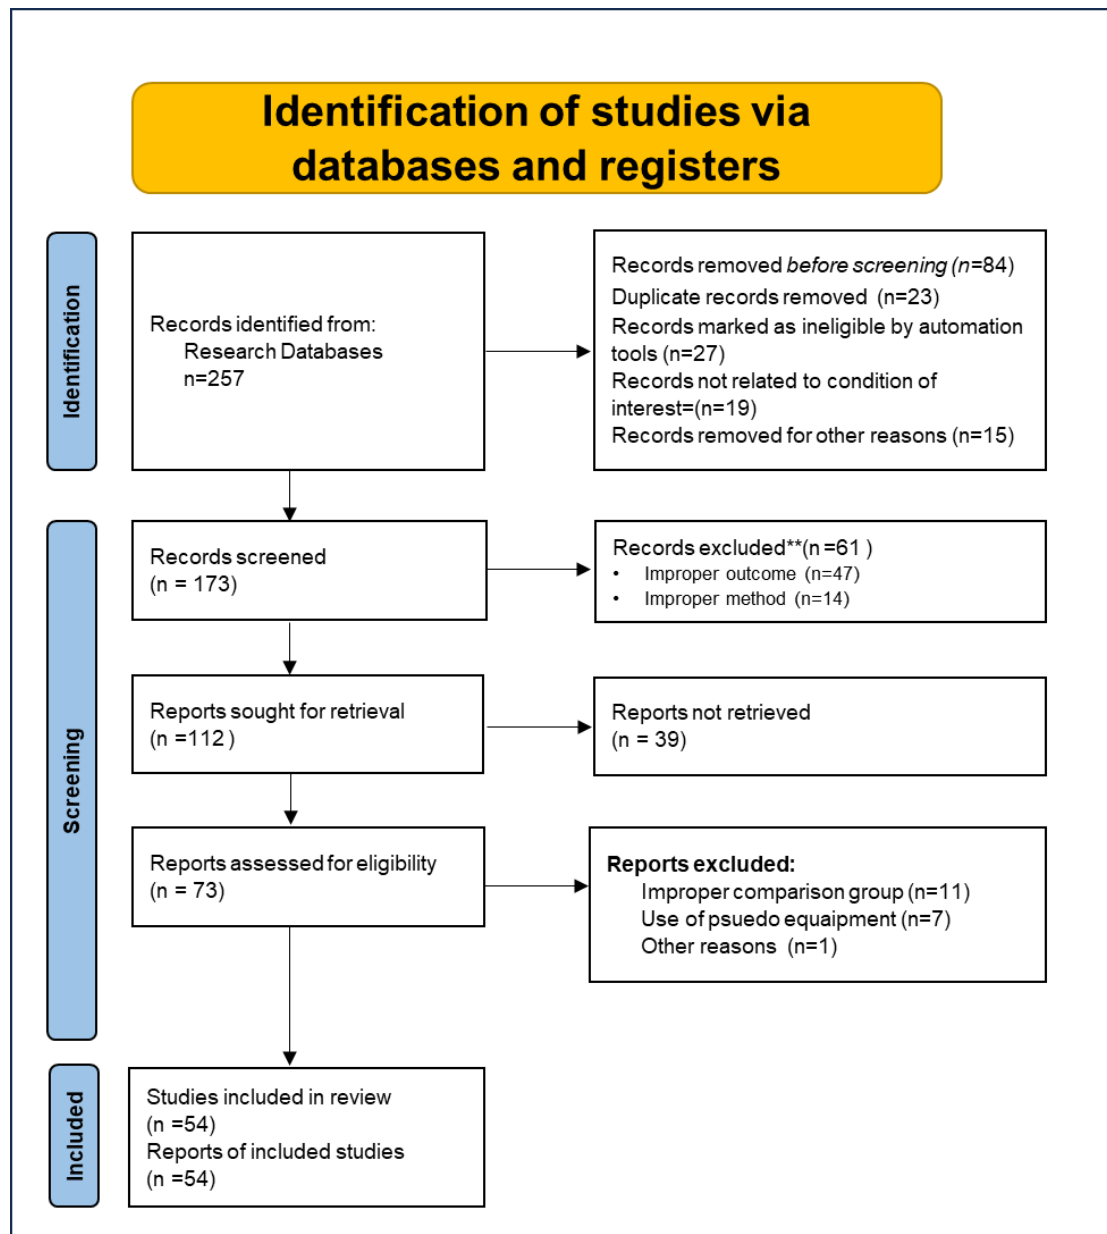 Identification of studies via
databases and registers
Identification
Records identified from:
Research Databases
n=257
Records removed before screening (n=84)
Duplicate records removed (n=23)
Records marked as ineligible by automation
tools (n=27)
Records not related to condition of
interest=(n=19)
Records removed for other reasons (n=15)
Screening
Records screened
(n = 173)
Records excluded**(n =61 )
• Improper outcome (n=47)
• Improper method (n=14)
Reports sought for retrieval
(n =112 )
Reports not retrieved
(n = 39)
Reports assessed for eligibility
(n = 73)
Reports excluded:
Improper comparison group (n=11)
Use of psuedo equaipment (n=7)
Other reasons (n=1)
Included
Studies included in review
(n =54)
Reports of included studies
(n =54)